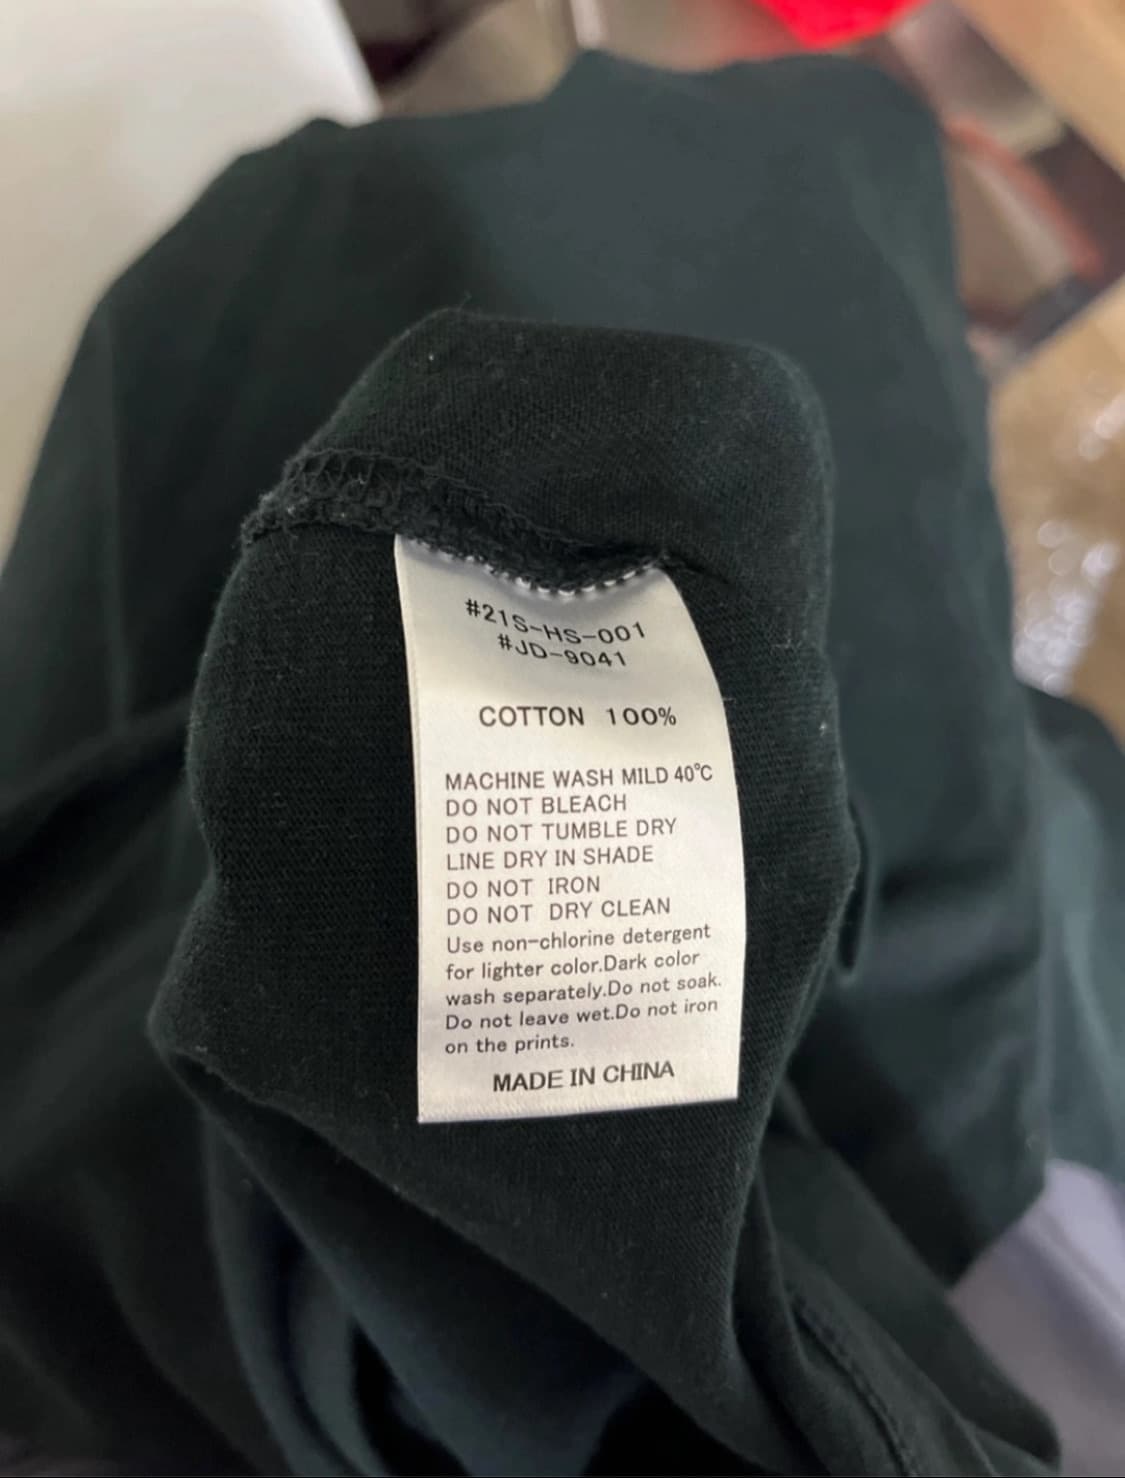 #21S-HS-001
#JD-9041
COTTON 100%
MACHINE WASH MILD 40℃
DO NOT BLEACH
DO NOT TUMBLE DRY
LINE DRY IN SHADE
DO NOT IRON
DO NOT DRY CLEAN
Use non-chlorine detergent
for lighter color.Dark color
wash separately.Do not soak.
Do not leave wet.Do not iron
on the prints.
MADE IN CHINA